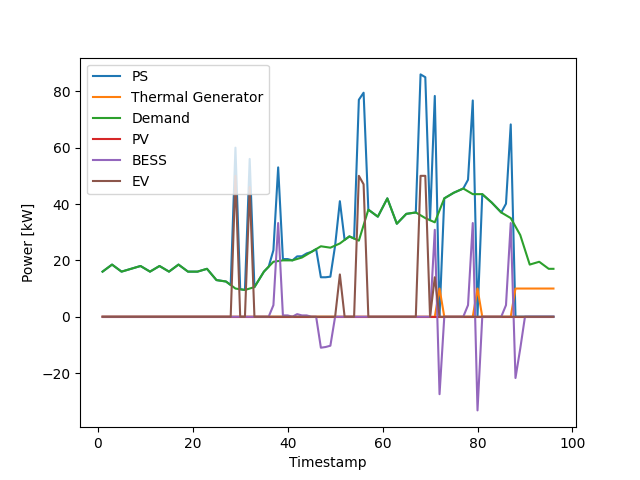 PS
Thermal Generator
Demand
PV
BESS
EV
Power [kW]
80
60
40
20
0
−20
0 20 40 60 80 100
Timestamp